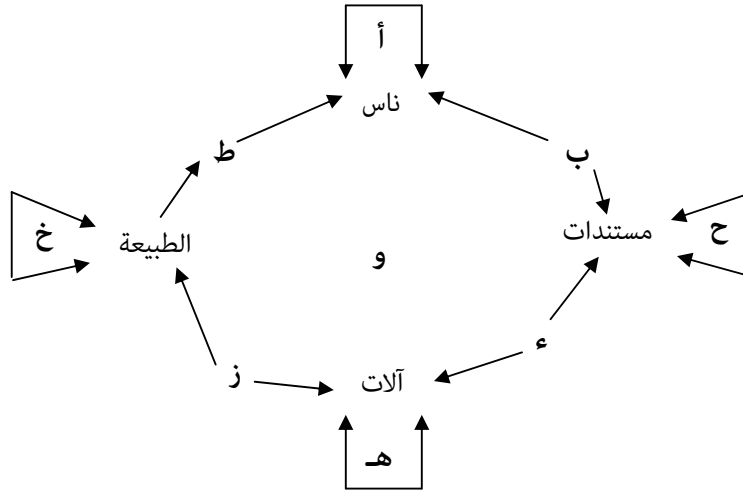 أ
ناس
ط
ب
خ
الطبيعة
مستندات
ح
و
ز
ء
آلات
هـ